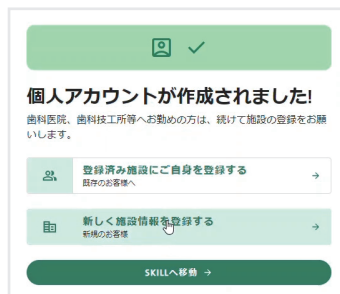 個人アカウントが作成されました!
歯科医院、歯科技工所等へお勤めの方は、続けて施設の登録をお願
いします。
登録済み施設にご自身を登録する
既存のお客様へ
新しく施設情報を登録する
新規のお客様
SKILLへ移動 →